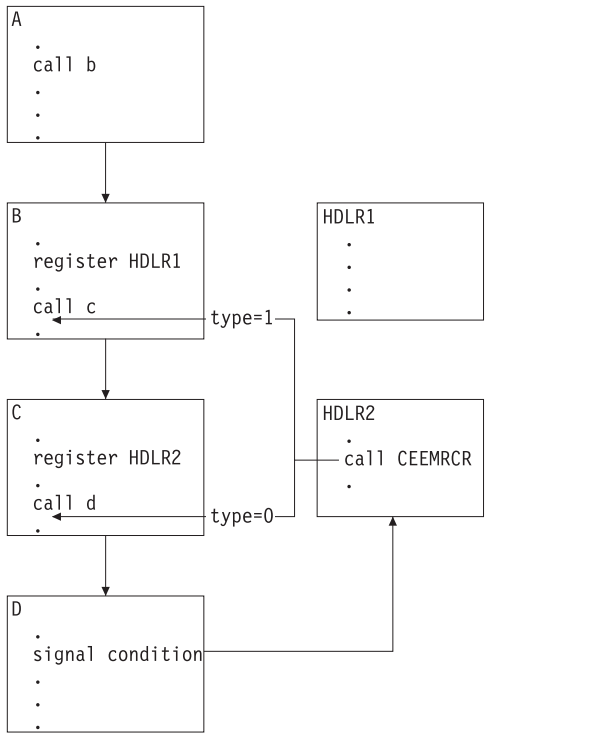 A
.
call b
.
.
.
B
.
register HDLR1
.
call c
.
type=1
HDLR1
.
.
.
.
C
.
register HDLR2
.
call d
.
type=0
HDLR2
.
call CEEMRCR
.
D
.
signal condition
.
.
.